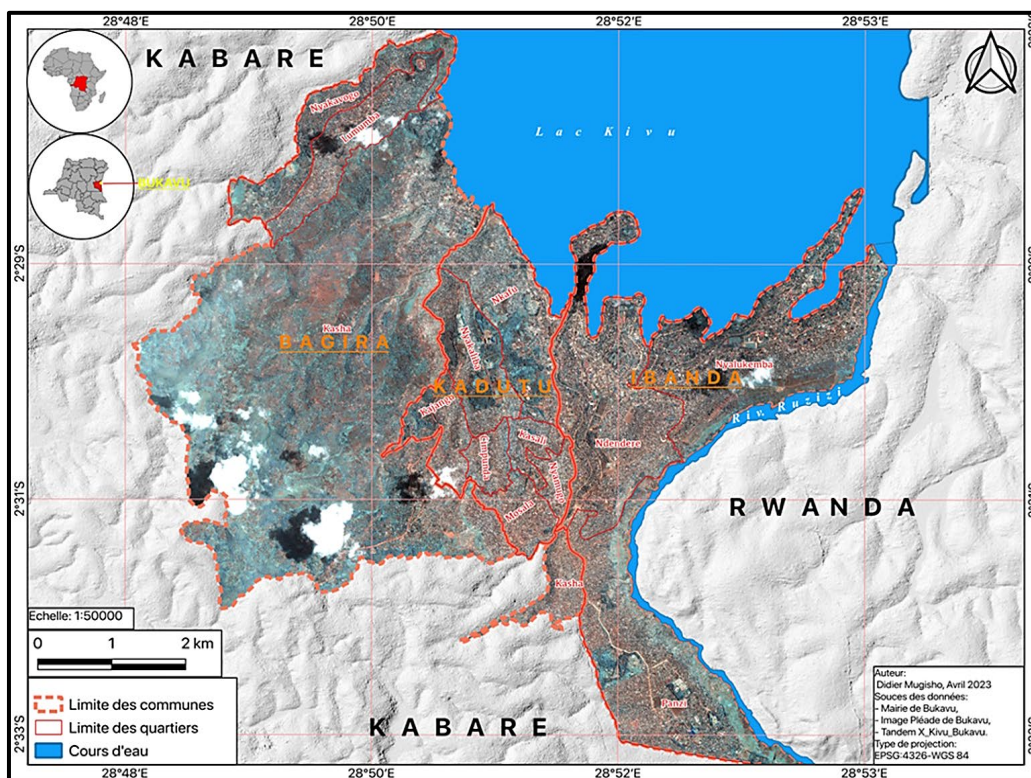 28°48'E 28°50'E 28°52'E 28°53'E
KABARE
Nyakavogo
Lumumba
Lac Kivu
BUKAVU
2°29'S
Nkafu
Kasha
BAGIRA
Nyakaliba
Nyalukemba
KADUTU
IBANDA
Kajangu
Riv. Ruzizi
Kasali
Ndendere
Cimpunda
Nyamugo
2°31'S
Mosala
RWANDA
Kasha
Echelle: 1:50000
0 1 2 km
Panzi
Limite des communes
Limite des quartiers
Cours d'eau
KABARE
2°33'S
Auteur:
Didier Mugisho, Avril 2023
Souces des données:
- Mairie de Bukavu,
- Image Pléade de Bukavu,
- Tandem X_Kivu_Bukavu.
Type de projection:
EPSG:4326-WGS 84
28°48'E 28°50'E 28°52'E 28°53'E